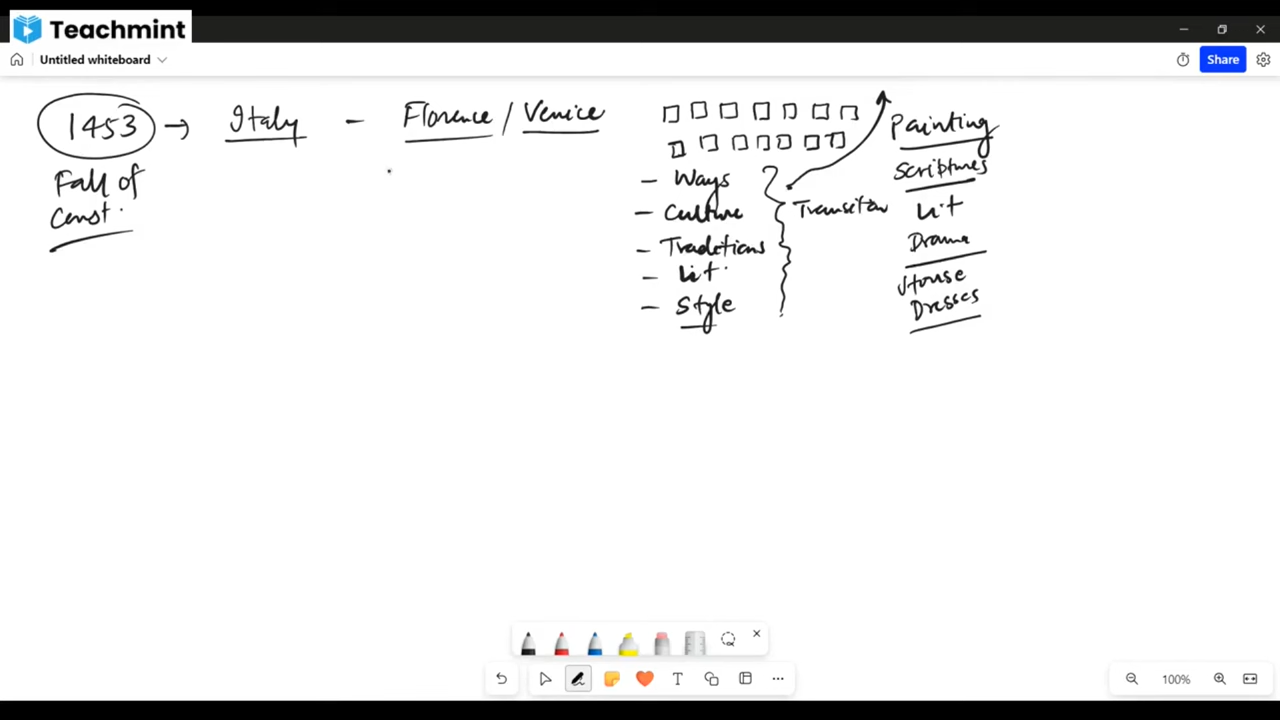 Teachmint
Untitled whiteboard
Share
1453 → Italy - Florence / Venice
Fall of
Const.
- Ways
- Culture
- Traditions
- Lit.
- Style
Transition
Painting
Scriptures
Lit
Drama
House
Dresses
100%